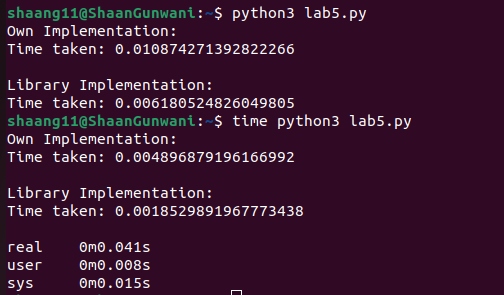 shaang11@ShaanGunwani:~$ python3 lab5.py
Own Implementation:
Time taken: 0.010874271392822266

Library Implementation:
Time taken: 0.006180524826049805
shaang11@ShaanGunwani:~$ time python3 lab5.py
Own Implementation:
Time taken: 0.004896879196166992

Library Implementation:
Time taken: 0.0018529891967773438

real    0m0.041s
user    0m0.008s
sys     0m0.015s